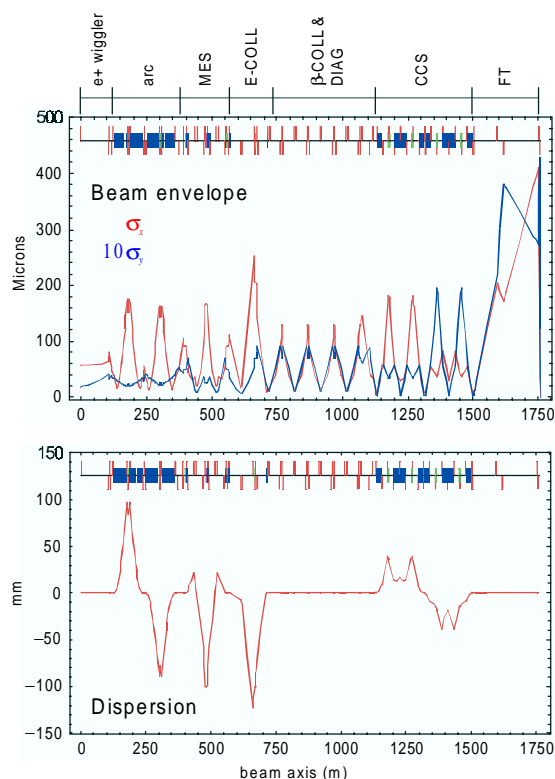 e+ wiggler
arc
MES
E-COLL
β-COLL &
DIAG
CCS
FT
500
400
300
200
100
0
Microns
Beam envelope
σx
10σy
0 250 500 750 1000 1250 1500 1750
150
100
50
0
−50
−100
−150
mm
Dispersion
0 250 500 750 1000 1250 1500 1750
beam axis (m)